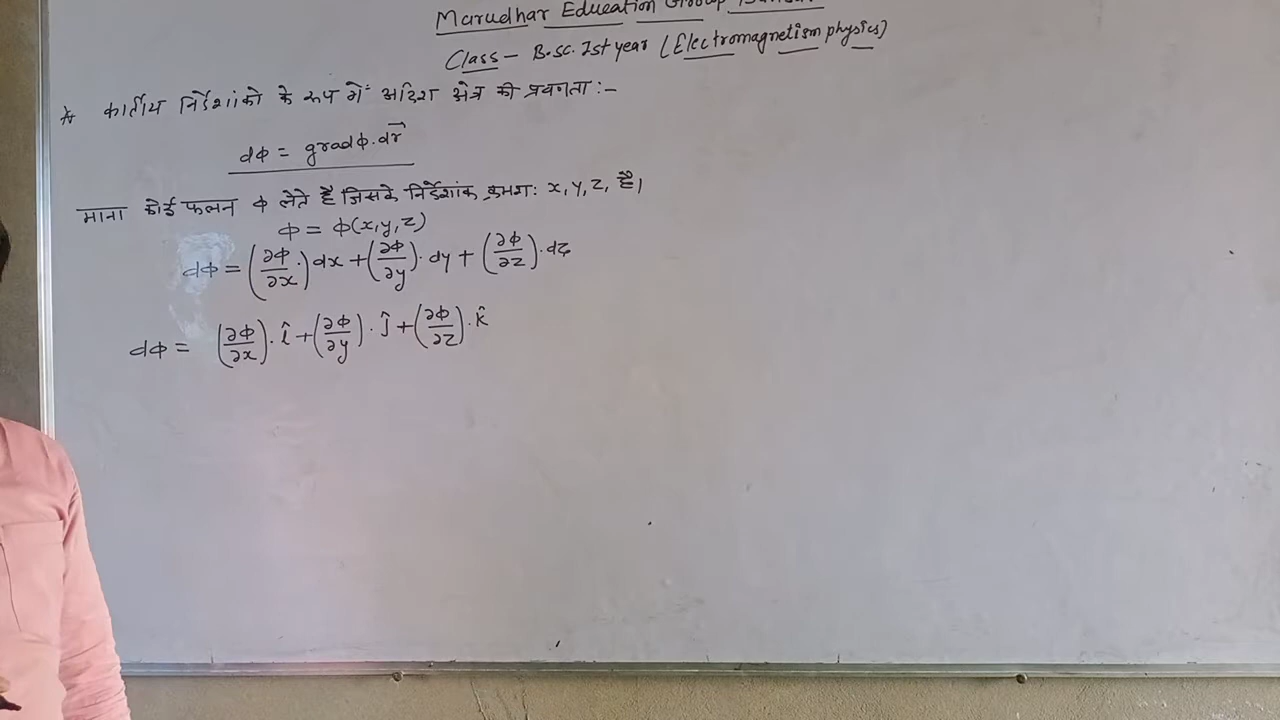 Marudhar Education Group
Class - B.sc. Ist year (Electromagnetism physics)
* कार्तीय निर्देशांको के रूप में अदिश क्षेत्र की प्रवणता :-
dφ = gradφ.dr⃗
माना कोई फलन φ लेते है जिसके निर्देशांक क्रमश: x, y, z, है।
φ = φ(x,y,z)
dφ = (∂φ/∂x.) dx + (∂φ/∂y). dy + (∂φ/∂z). dz
dφ = (∂φ/∂x). î + (∂φ/∂y). ĵ + (∂φ/∂z). k̂